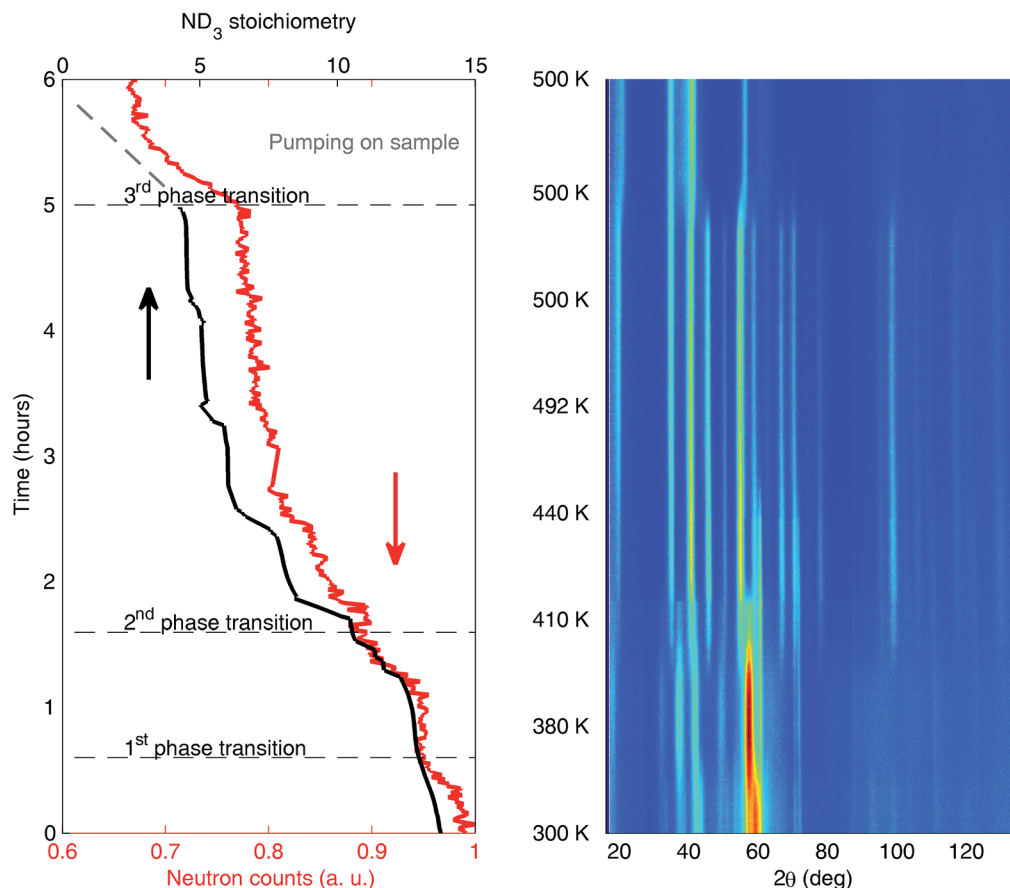 ND3 stoichiometry
0 5 10 15
6
5
4
3
2
1
0
Time (hours)
Pumping on sample
3rd phase transition
2nd phase transition
1st phase transition
0.6 0.7 0.8 0.9 1
Neutron counts (a. u.)
500 K
500 K
500 K
492 K
440 K
410 K
380 K
300 K
20 40 60 80 100 120
2θ (deg)